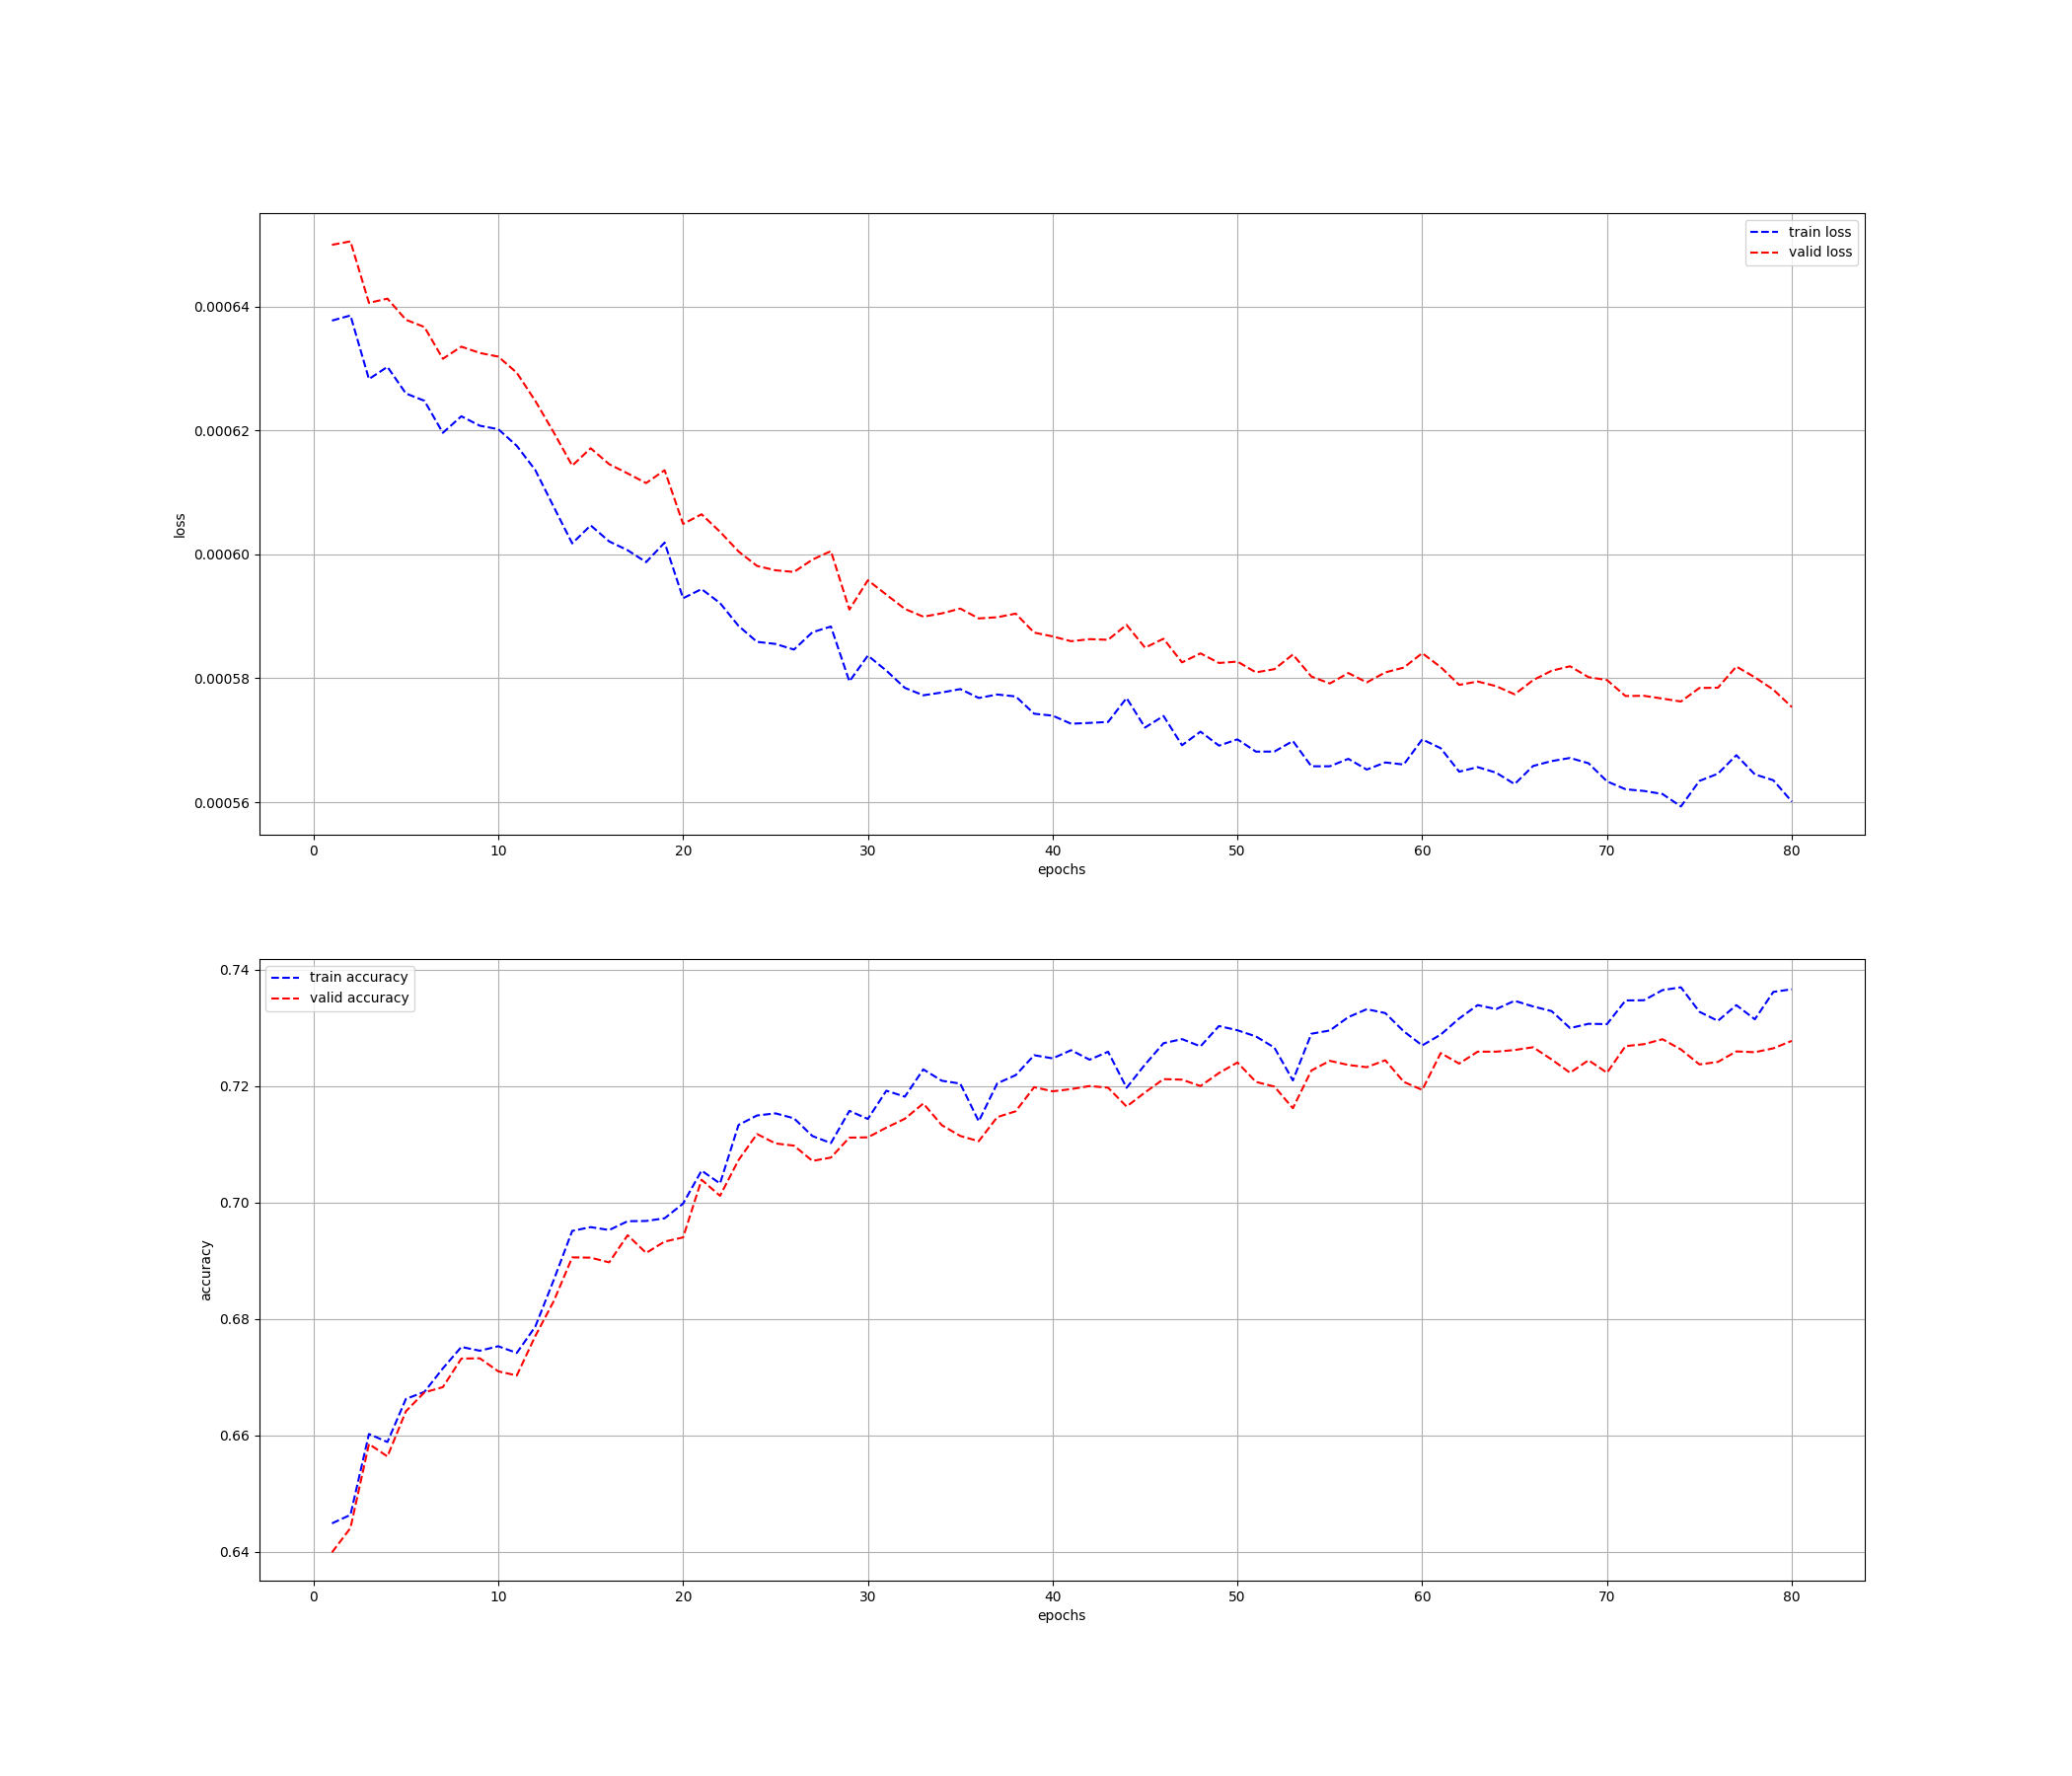 train loss
valid loss
0.00064
0.00062
0.00060
0.00058
0.00056
loss
0 10 20 30 40 50 60 70 80
epochs
train accuracy
valid accuracy
0.74
0.72
0.70
0.68
0.66
0.64
accuracy
0 10 20 30 40 50 60 70 80
epochs